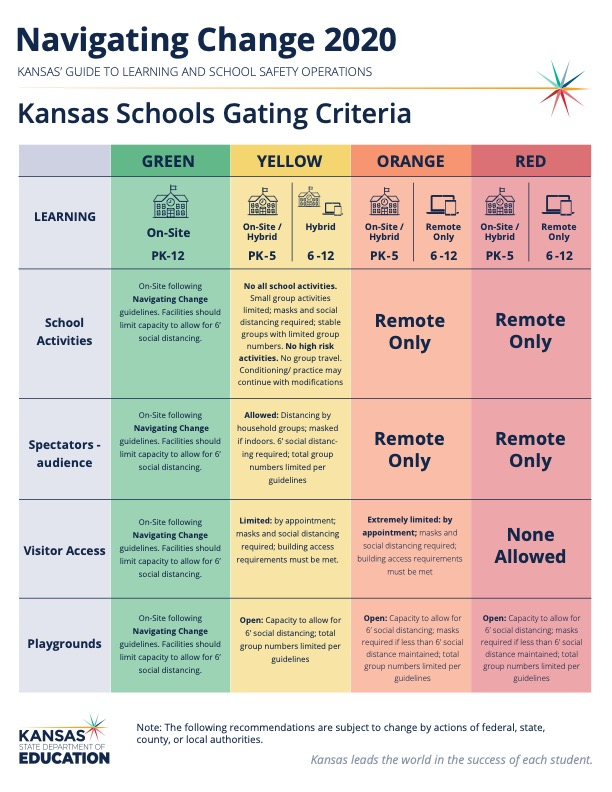 Navigating Change 2020
KANSAS' GUIDE TO LEARNING AND SCHOOL SAFETY OPERATIONS
Kansas Schools Gating Criteria
GREEN YELLOW ORANGE RED
LEARNING
On-Site
PK-12
On-Site /
Hybrid
PK-5
Hybrid
6-12
On-Site /
Hybrid
PK-5
Remote
Only
6-12
On-Site /
Hybrid
PK-5
Remote
Only
6-12
School
Activities
On-Site following
Navigating Change
guidelines. Facilities should
limit capacity to allow for 6'
social distancing.
No all school activities.
Small group activities
limited; masks and social
distancing required; stable
groups with limited group
numbers. No high risk
activities. No group travel.
Conditioning/ practice may
continue with modifications
Remote
Only
Remote
Only
Spectators -
audience
On-Site following
Navigating Change
guidelines. Facilities should
limit capacity to allow for 6'
social distancing.
Allowed: Distancing by
household groups; masked
if indoors. 6' social distanc-
ing required; total group
numbers limited per
guidelines
Remote
Only
Remote
Only
Visitor Access
On-Site following
Navigating Change
guidelines. Facilities should
limit capacity to allow for 6'
social distancing.
Limited: by appointment;
masks and social distancing
required; building access
requirements must be met.
Extremely limited: by
appointment; masks and
social distancing required;
building access requirements
must be met
None
Allowed
Playgrounds
On-Site following
Navigating Change
guidelines. Facilities should
limit capacity to allow for 6'
social distancing.
Open: Capacity to allow for
6' social distancing; total
group numbers limited per
guidelines
Open: Capacity to allow for
6' social distancing; masks
required if less than 6' social
distance maintained; total
group numbers limited per
guidelines
Open: Capacity to allow for
6' social distancing; masks
required if less than 6' social
distance maintained; total
group numbers limited per
guidelines
KANSAS
STATE DEPARTMENT OF
EDUCATION
Note: The following recommendations are subject to change by actions of federal, state,
county, or local authorities.
Kansas leads the world in the success of each student.